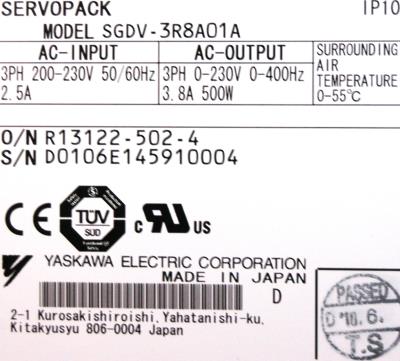 SERVOPACK IP10
MODEL SGDV-3R8A01A
AC-INPUT AC-OUTPUT SURROUNDING AIR TEMPERATURE 0-55℃
3PH 200-230V 50/60Hz 3PH 0-230V 0-400Hz
2.5A 3.8A 500W
O/N R13122-502-4
S/N D0106E145910004
CE TÜV SÜD c RU US
YASKAWA ELECTRIC CORPORATION
MADE IN JAPAN
D
2-1 Kurosakishiroishi, Yahatanishi-ku,
Kitakyusyu 806-0004 Japan
PASSED
D '10.6.
T.S